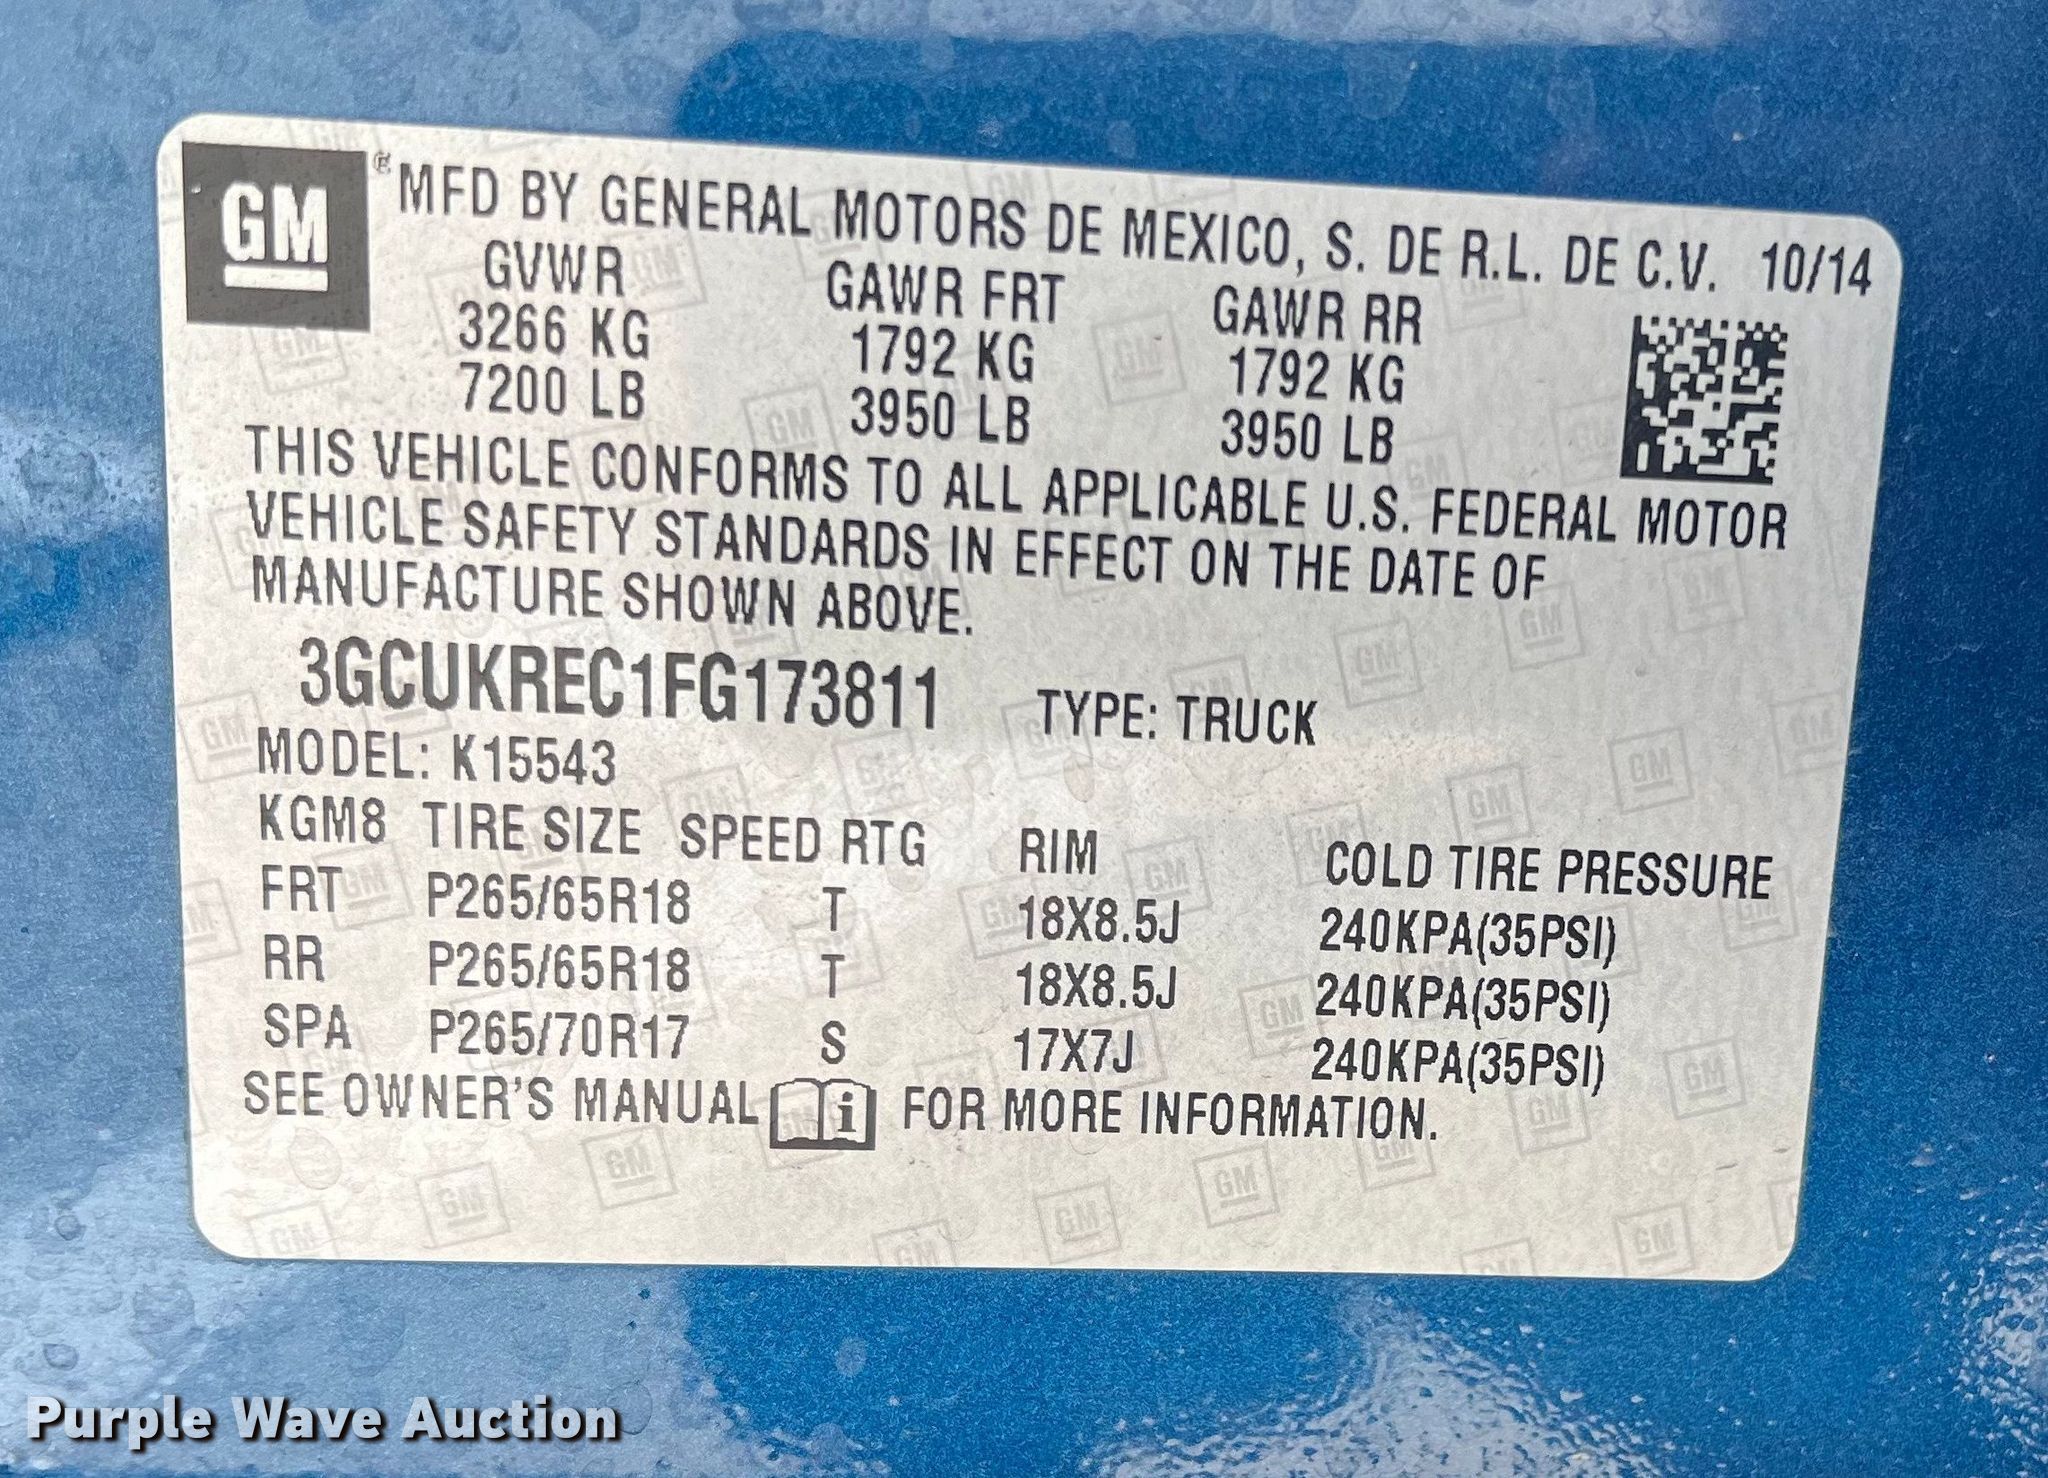 GM
® MFD BY GENERAL MOTORS DE MEXICO, S. DE R.L. DE C.V. 10/14
GVWR GAWR FRT GAWR RR
3266 KG 1792 KG 1792 KG
7200 LB 3950 LB 3950 LB
THIS VEHICLE CONFORMS TO ALL APPLICABLE U.S. FEDERAL MOTOR
VEHICLE SAFETY STANDARDS IN EFFECT ON THE DATE OF
MANUFACTURE SHOWN ABOVE.
3GCUKREC1FG173811 TYPE: TRUCK
MODEL: K15543
KGM8 TIRE SIZE SPEED RTG RIM COLD TIRE PRESSURE
FRT P265/65R18 T 18X8.5J 240KPA(35PSI)
RR P265/65R18 T 18X8.5J 240KPA(35PSI)
SPA P265/70R17 S 17X7J 240KPA(35PSI)
SEE OWNER'S MANUAL i FOR MORE INFORMATION.
Purple Wave Auction